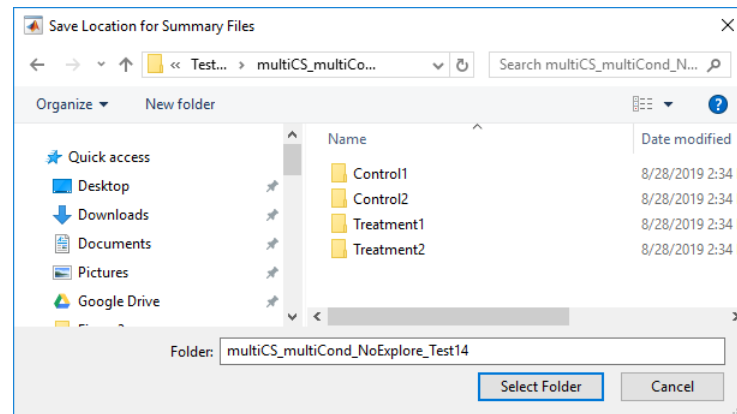 Save Location for Summary Files
« Test... › multiCS_multiCo...
Search multiCS_multiCond_N...
Organize
New folder
Name
Date modified
Quick access
Desktop
Downloads
Documents
Pictures
Google Drive
Control1
8/28/2019 2:34
Control2
8/28/2019 2:34
Treatment1
8/28/2019 2:34
Treatment2
8/28/2019 2:34
Folder: multiCS_multiCond_NoExplore_Test14
Select Folder
Cancel